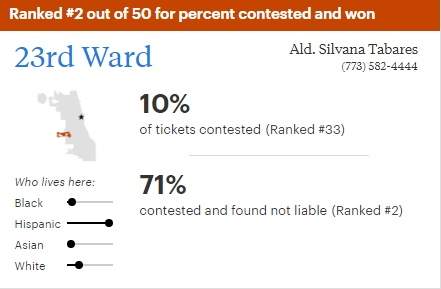 Ranked #2 out of 50 for percent contested and won
23rd Ward
Ald. Silvana Tabares
(773) 582-4444
10%
of tickets contested (Ranked #33)
71%
contested and found not liable (Ranked #2)
Who lives here:
Black
Hispanic
Asian
White